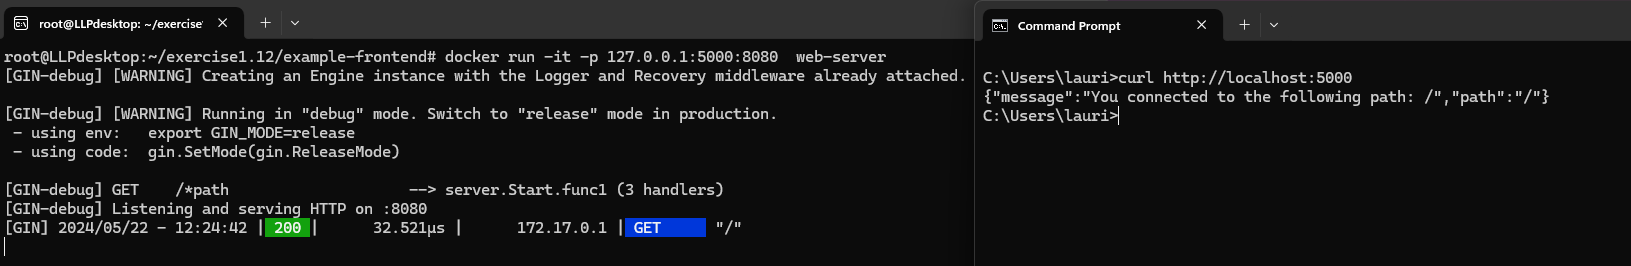 root@LLPdesktop: ~/exercise
root@LLPdesktop:~/exercise1.12/example-frontend# docker run -it -p 127.0.0.1:5000:8080  web-server
[GIN-debug] [WARNING] Creating an Engine instance with the Logger and Recovery middleware already attached.
[GIN-debug] [WARNING] Running in "debug" mode. Switch to "release" mode in production.
 - using env:   export GIN_MODE=release
 - using code:  gin.SetMode(gin.ReleaseMode)
[GIN-debug] GET    /*path                    --> server.Start.func1 (3 handlers)
[GIN-debug] Listening and serving HTTP on :8080
[GIN] 2024/05/22 - 12:24:42 | 200 |      32.521µs |      172.17.0.1 | GET      "/"
Command Prompt
C:\Users\lauri>curl http://localhost:5000
{"message":"You connected to the following path: /","path":"/"}
C:\Users\lauri>